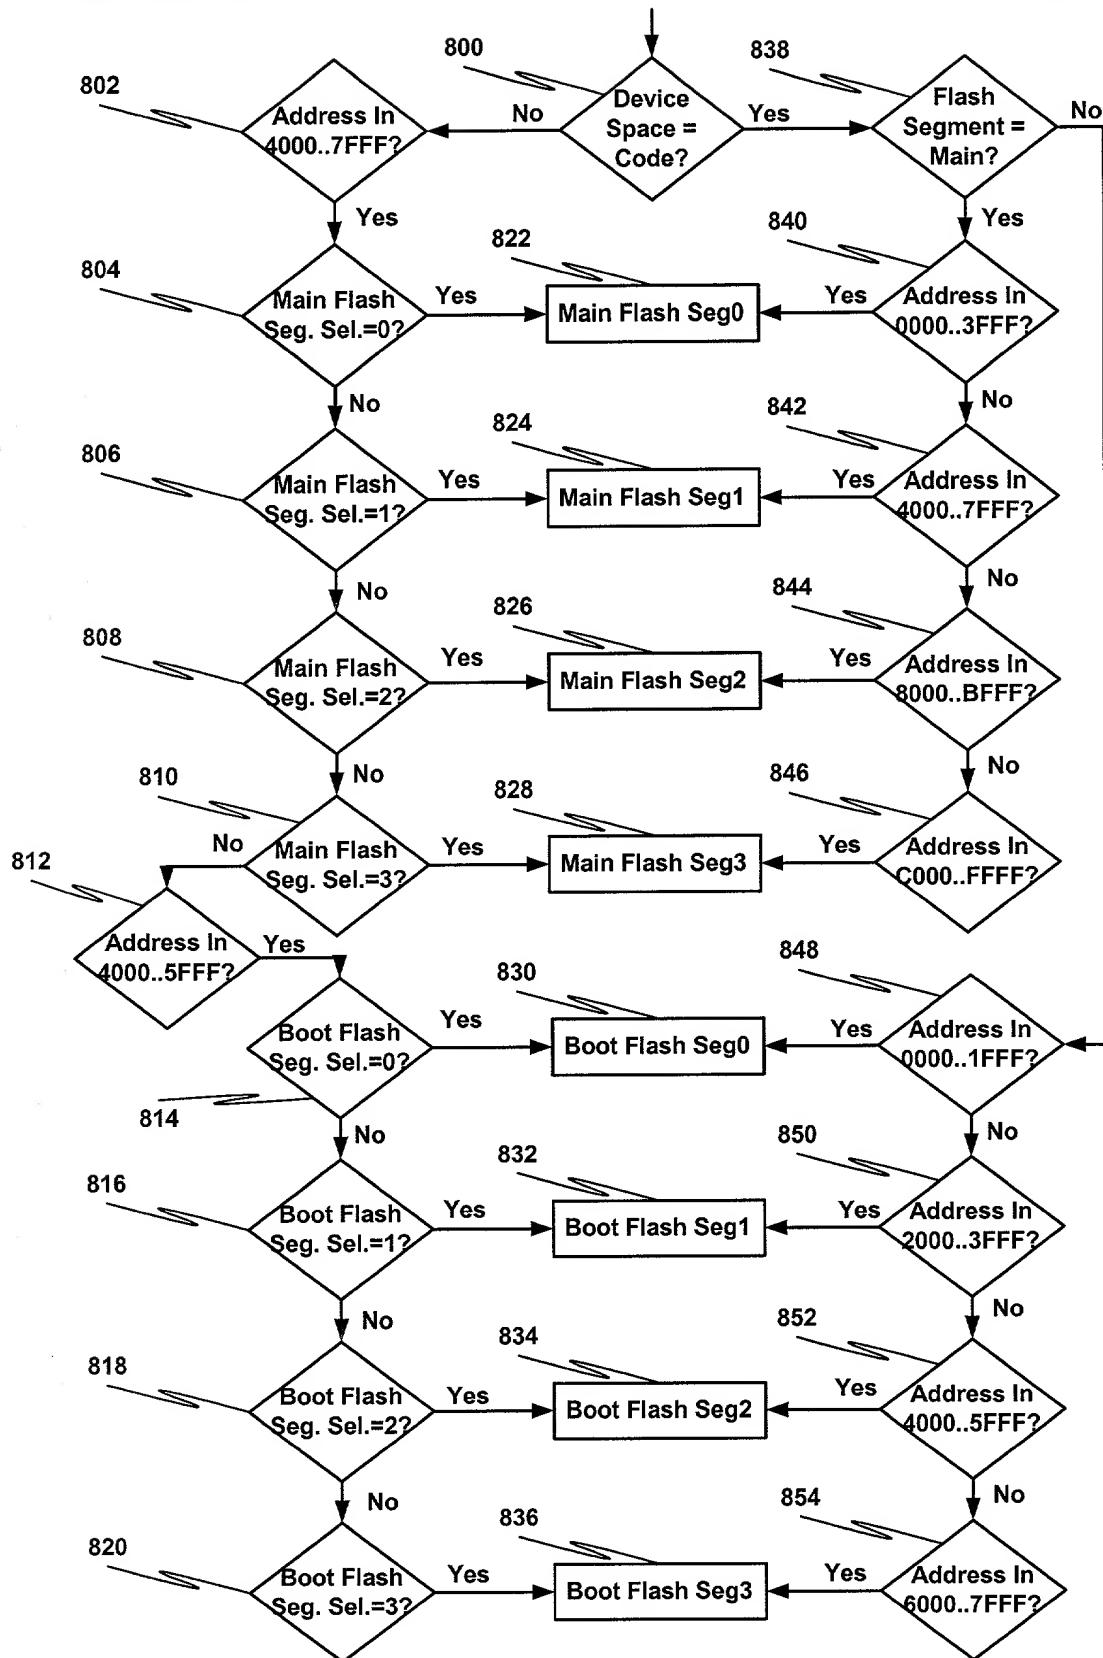 800
838
802
Device
Space =
Code?
No
Yes
Flash
Segment =
Main?
No
Address In
4000..7FFF?
Yes
Yes
822
840
804
Main Flash
Seg. Sel.=0?
Yes
Main Flash Seg0
Yes
Address In
0000..3FFF?
No
No
824
842
806
Main Flash
Seg. Sel.=1?
Yes
Main Flash Seg1
Yes
Address In
4000..7FFF?
No
No
826
844
808
Main Flash
Seg. Sel.=2?
Yes
Main Flash Seg2
Yes
Address In
8000..BFFF?
No
No
810
828
846
No
Main Flash
Seg. Sel.=3?
Yes
Main Flash Seg3
Yes
Address In
C000..FFFF?
812
Address In
4000..5FFF?
Yes
830
848
Boot Flash
Seg. Sel.=0?
Yes
Boot Flash Seg0
Yes
Address In
0000..1FFF?
814
No
No
832
850
816
Boot Flash
Seg. Sel.=1?
Yes
Boot Flash Seg1
Yes
Address In
2000..3FFF?
No
No
834
852
818
Boot Flash
Seg. Sel.=2?
Yes
Boot Flash Seg2
Yes
Address In
4000..5FFF?
No
No
836
854
820
Boot Flash
Seg. Sel.=3?
Yes
Boot Flash Seg3
Yes
Address In
6000..7FFF?